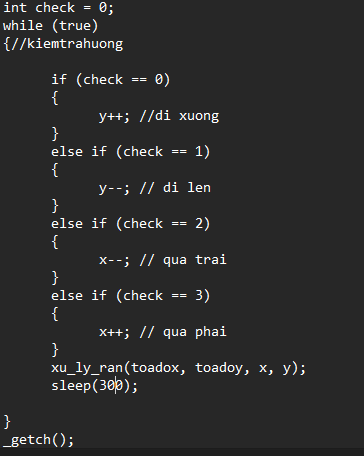 int check = 0;
while (true)
{//kiemtrahuong
if (check == 0)
{
y++; //di xuong
}
else if (check == 1)
{
y--; // di len
}
else if (check == 2)
{
x--; // qua trai
}
else if (check == 3)
{
x++; // qua phai
}
xu_ly_ran(toadox, toadoy, x, y);
sleep(300);
}
_getch();